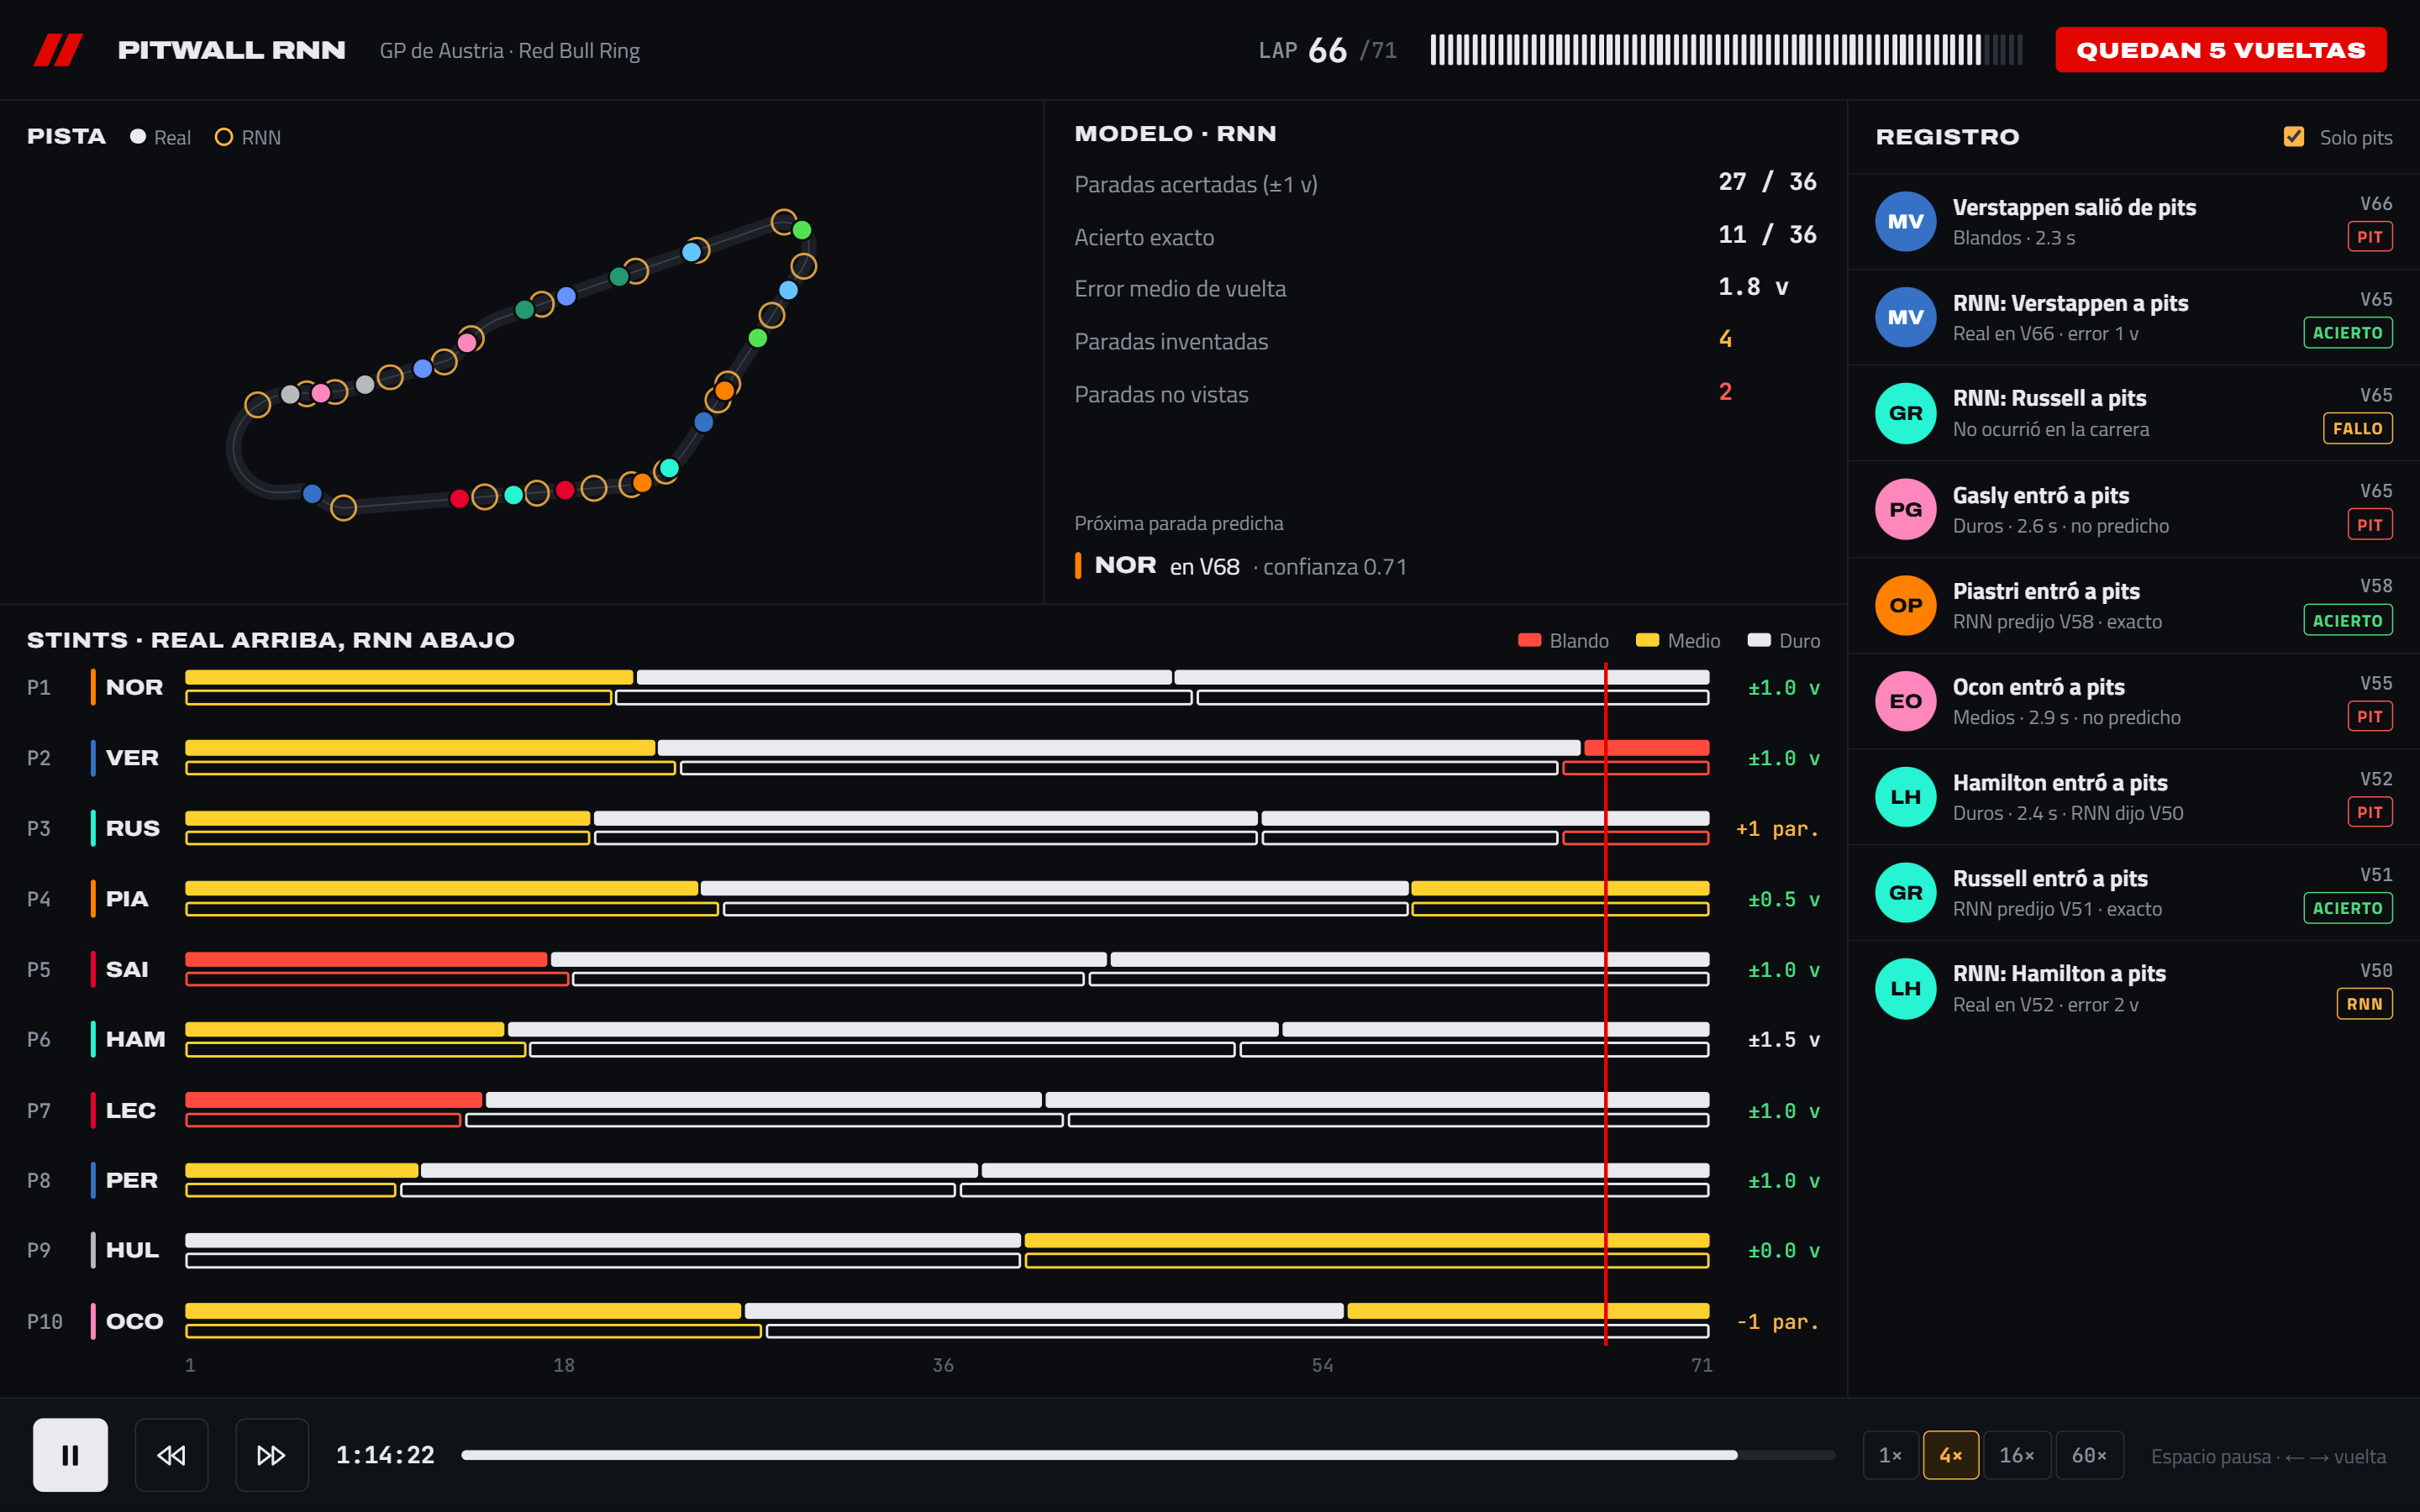 PITWALL RNN
GP de Austria · Red Bull Ring
LAP 66 /71
QUEDAN 5 VUELTAS
PISTA
Real
RNN
MODELO · RNN
Paradas acertadas (±1 v) 27 / 36
Acierto exacto 11 / 36
Error medio de vuelta 1.8 v
Paradas inventadas 4
Paradas no vistas 2
Próxima parada predicha
NOR en V68 · confianza 0.71
REGISTRO
Solo pits
MV
Verstappen salió de pits
V66
Blandos · 2.3 s
PIT
MV
RNN: Verstappen a pits
V65
Real en V66 · error 1 v
ACIERTO
GR
RNN: Russell a pits
V65
No ocurrió en la carrera
FALLO
PG
Gasly entró a pits
V65
Duros · 2.6 s · no predicho
PIT
OP
Piastri entró a pits
V58
RNN predijo V58 · exacto
ACIERTO
EO
Ocon entró a pits
V55
Medios · 2.9 s · no predicho
PIT
LH
Hamilton entró a pits
V52
Duros · 2.4 s · RNN dijo V50
PIT
GR
Russell entró a pits
V51
RNN predijo V51 · exacto
ACIERTO
LH
RNN: Hamilton a pits
V50
Real en V52 · error 2 v
RNN
STINTS · REAL ARRIBA, RNN ABAJO
Blando
Medio
Duro
P1 NOR ±1.0 v
P2 VER ±1.0 v
P3 RUS +1 par.
P4 PIA ±0.5 v
P5 SAI ±1.0 v
P6 HAM ±1.5 v
P7 LEC ±1.0 v
P8 PER ±1.0 v
P9 HUL ±0.0 v
P10 OCO -1 par.
1 18 36 54 71
1:14:22
1× 4× 16× 60×
Espacio pausa · ← → vuelta